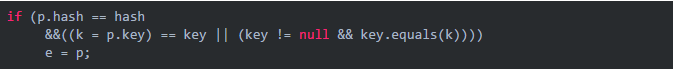 if (p.hash == hash
&&((k = p.key) == key || (key != null && key.equals(k))))
e = p;